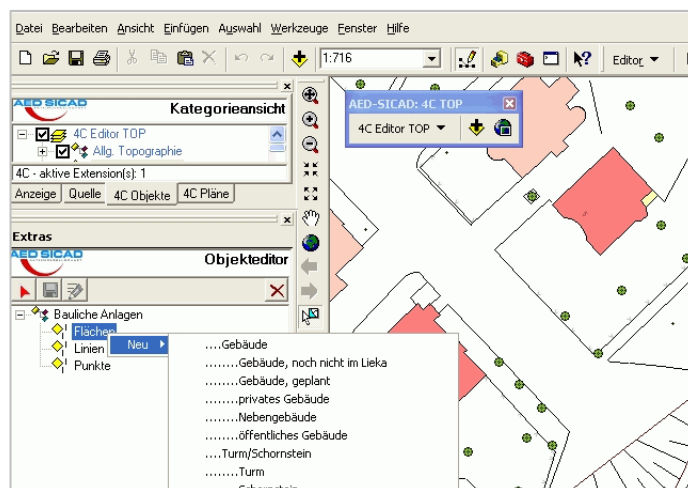 Datei Bearbeiten Ansicht Einfügen Auswahl Werkzeuge Fenster Hilfe
1:716
Editor
AED SICAD
Kategorieansicht
4C Editor TOP
Allg. Topographie
4C - aktive Extension(s): 1
Anzeige Quelle 4C Objekte 4C Pläne
AED-SICAD: 4C TOP
4C Editor TOP
Extras
AED SICAD
Objekteditor
Bauliche Anlagen
Flächen
Linien
Punkte
Neu
....Gebäude
........Gebäude, noch nicht im Lieka
........Gebäude, geplant
........privates Gebäude
........Nebengebäude
........öffentliches Gebäude
....Turm/Schornstein
........Turm
........Schornstein